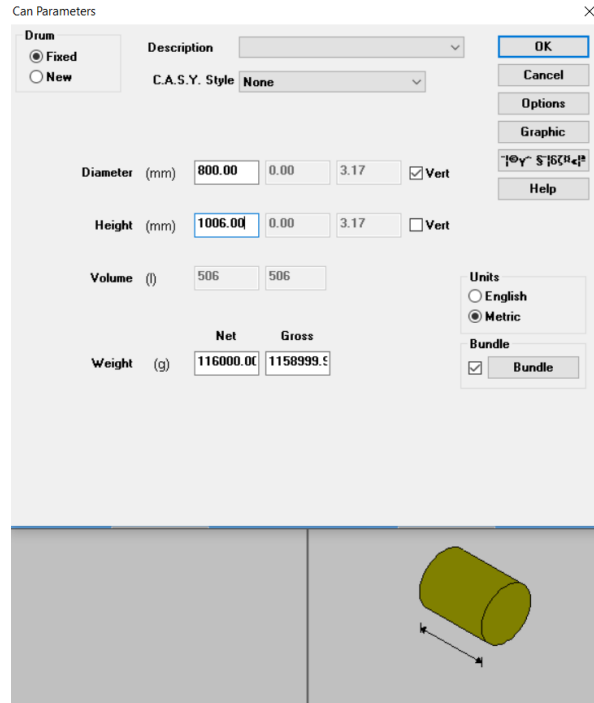 Can Parameters
Drum
Fixed
New
Description
C.A.S.Y. Style None
OK
Cancel
Options
Graphic
Help
Diameter (mm) 800.00 0.00 3.17 Vert
Height (mm) 1006.00 0.00 3.17 Vert
Volume (l) 506 506
Units
English
Metric
Net Gross
Weight (g) 116000.0( 1158999.9
Bundle
Bundle